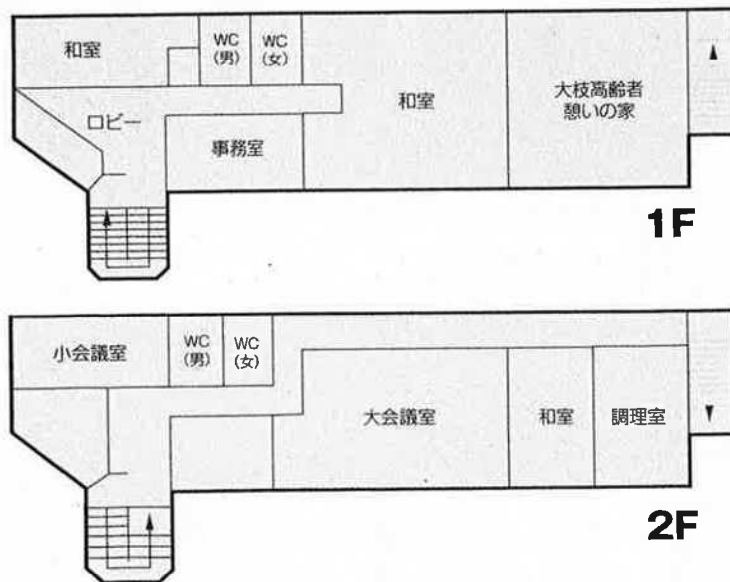 和室
WC
(男)
WC
(女)
ロビー
事務室
和室
大枝高齢者
憩いの家
1F
小会議室
WC
(男)
WC
(女)
大会議室
和室
調理室
2F